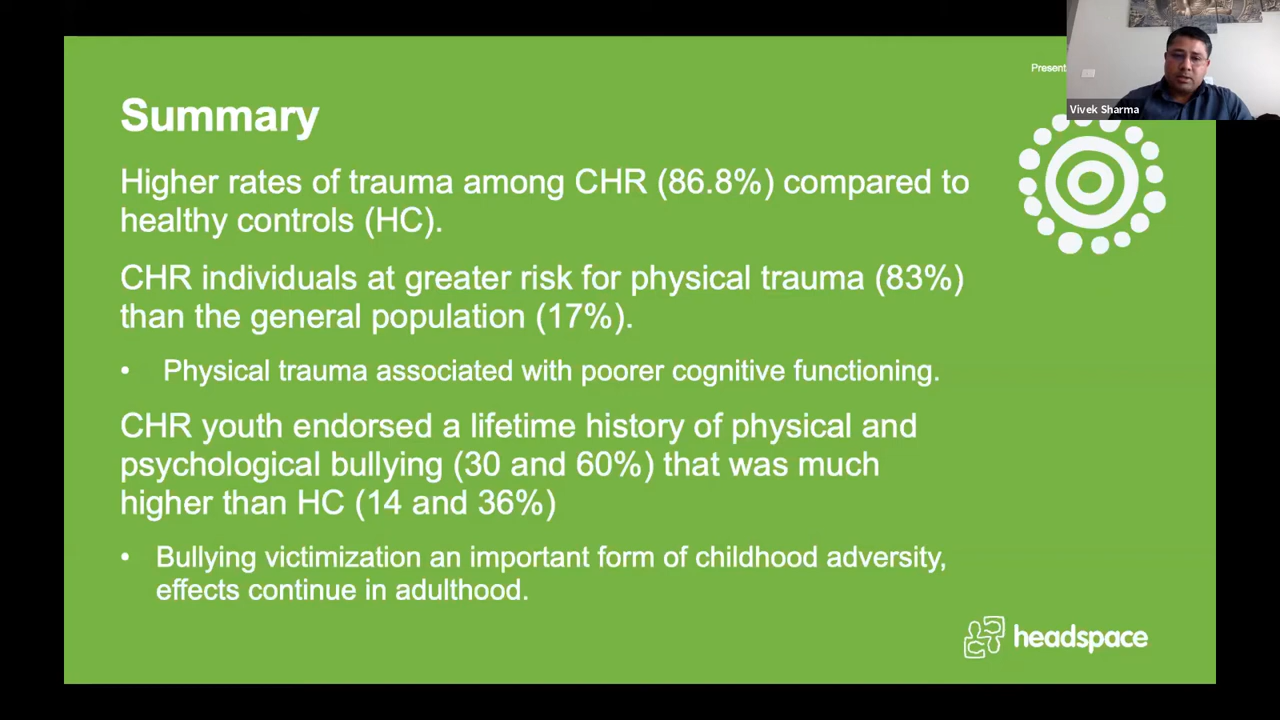 Present
Vivek Sharma
Summary
Higher rates of trauma among CHR (86.8%) compared to
healthy controls (HC).
CHR individuals at greater risk for physical trauma (83%)
than the general population (17%).
• Physical trauma associated with poorer cognitive functioning.
CHR youth endorsed a lifetime history of physical and
psychological bullying (30 and 60%) that was much
higher than HC (14 and 36%)
• Bullying victimization an important form of childhood adversity,
effects continue in adulthood.
headspace